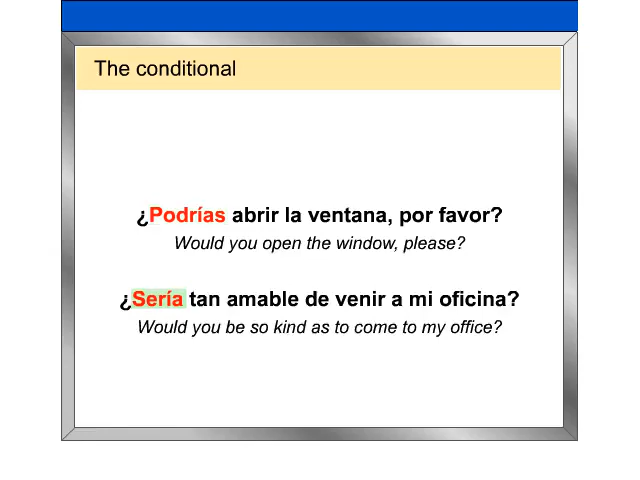 The conditional
¿Podrías abrir la ventana, por favor?
Would you open the window, please?
¿Sería tan amable de venir a mi oficina?
Would you be so kind as to come to my office?